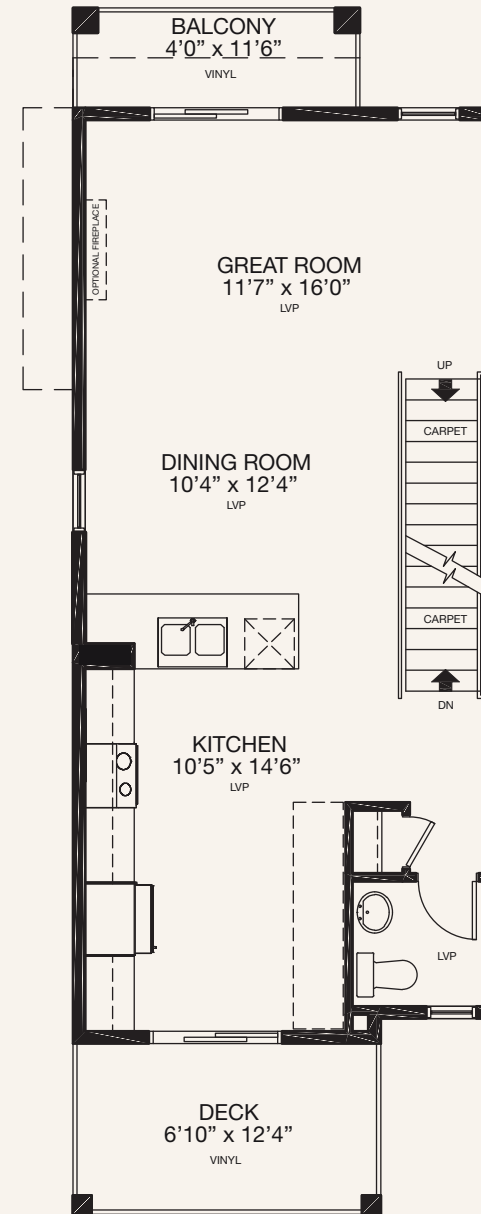 BALCONY
4’0” x 11’6”
VINYL
OPTIONAL FIREPLACE
GREAT ROOM
11’7” x 16’0”
LVP
UP
CARPET
DINING ROOM
10’4” x 12’4”
LVP
CARPET
DN
KITCHEN
10’5” x 14’6”
LVP
LVP
DECK
6’10” x 12’4”
VINYL